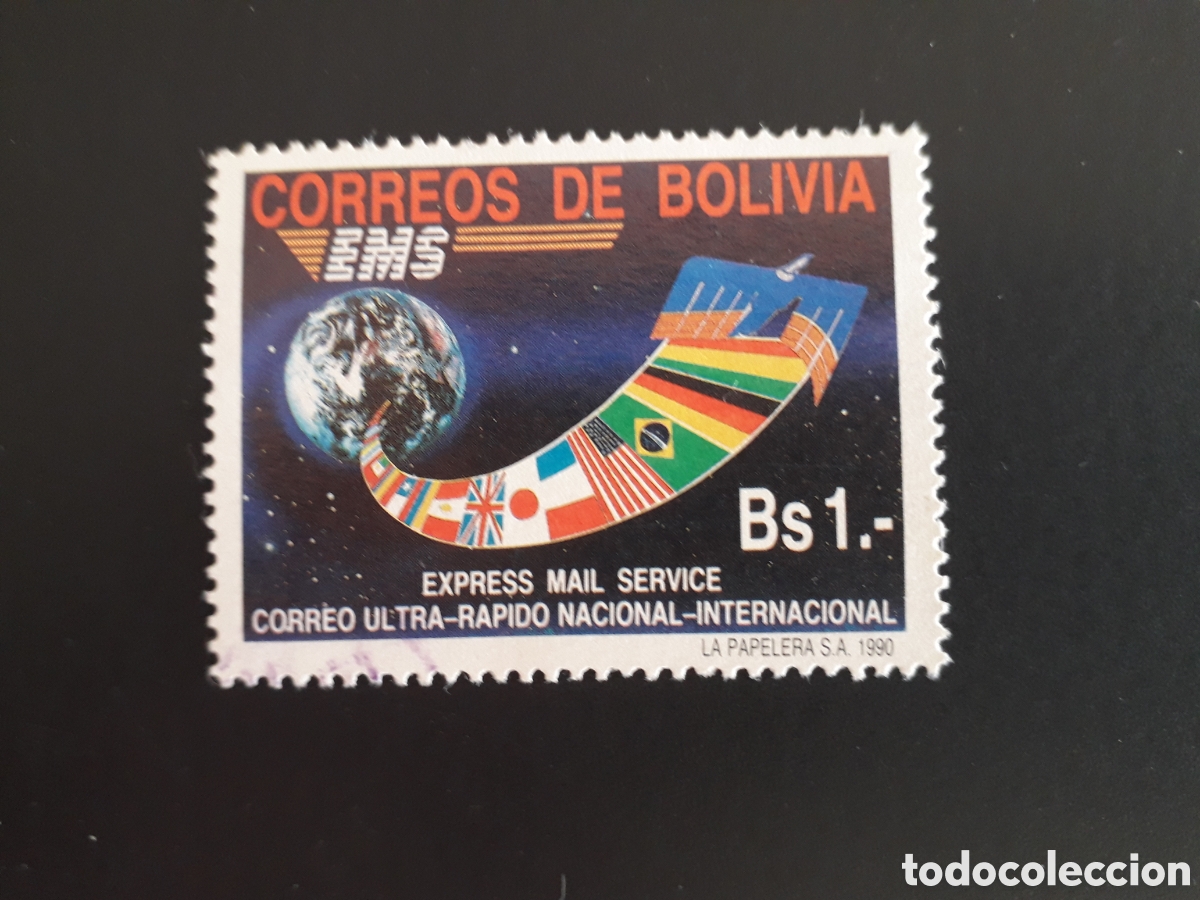 CORREOS DE BOLIVIA
EMS
Bs 1.-
EXPRESS MAIL SERVICE
CORREO ULTRA-RAPIDO NACIONAL-INTERNACIONAL
LA PAPELERA S.A. 1990
todocoleccion